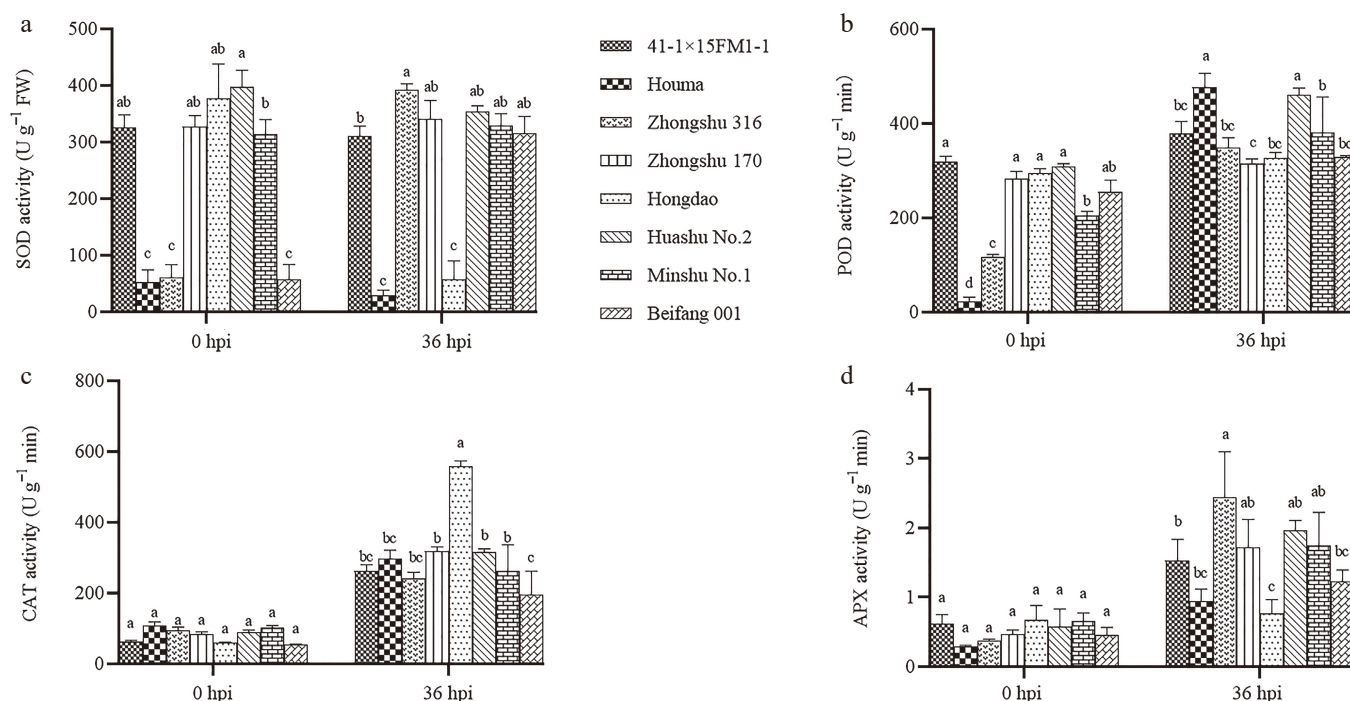 a
500
400
300
200
100
0
SOD activity (U g⁻¹ FW)
ab c c ab ab a b c
b c a ab c ab ab ab
0 hpi 36 hpi
41-1×15FM1-1
Houma
Zhongshu 316
Zhongshu 170
Hongdao
Huashu No.2
Minshu No.1
Beifang 001
b
600
400
200
0
POD activity (U g⁻¹ min)
a d c a a a b ab
bc a bc c bc a b bc
0 hpi 36 hpi
c
800
600
400
200
0
CAT activity (U g⁻¹ min)
a a a a a a a a
bc bc bc b a b b c
0 hpi 36 hpi
d
4
3
2
1
0
APX activity (U g⁻¹ min)
a a a a a a a a
b bc a ab c ab ab bc
0 hpi 36 hpi